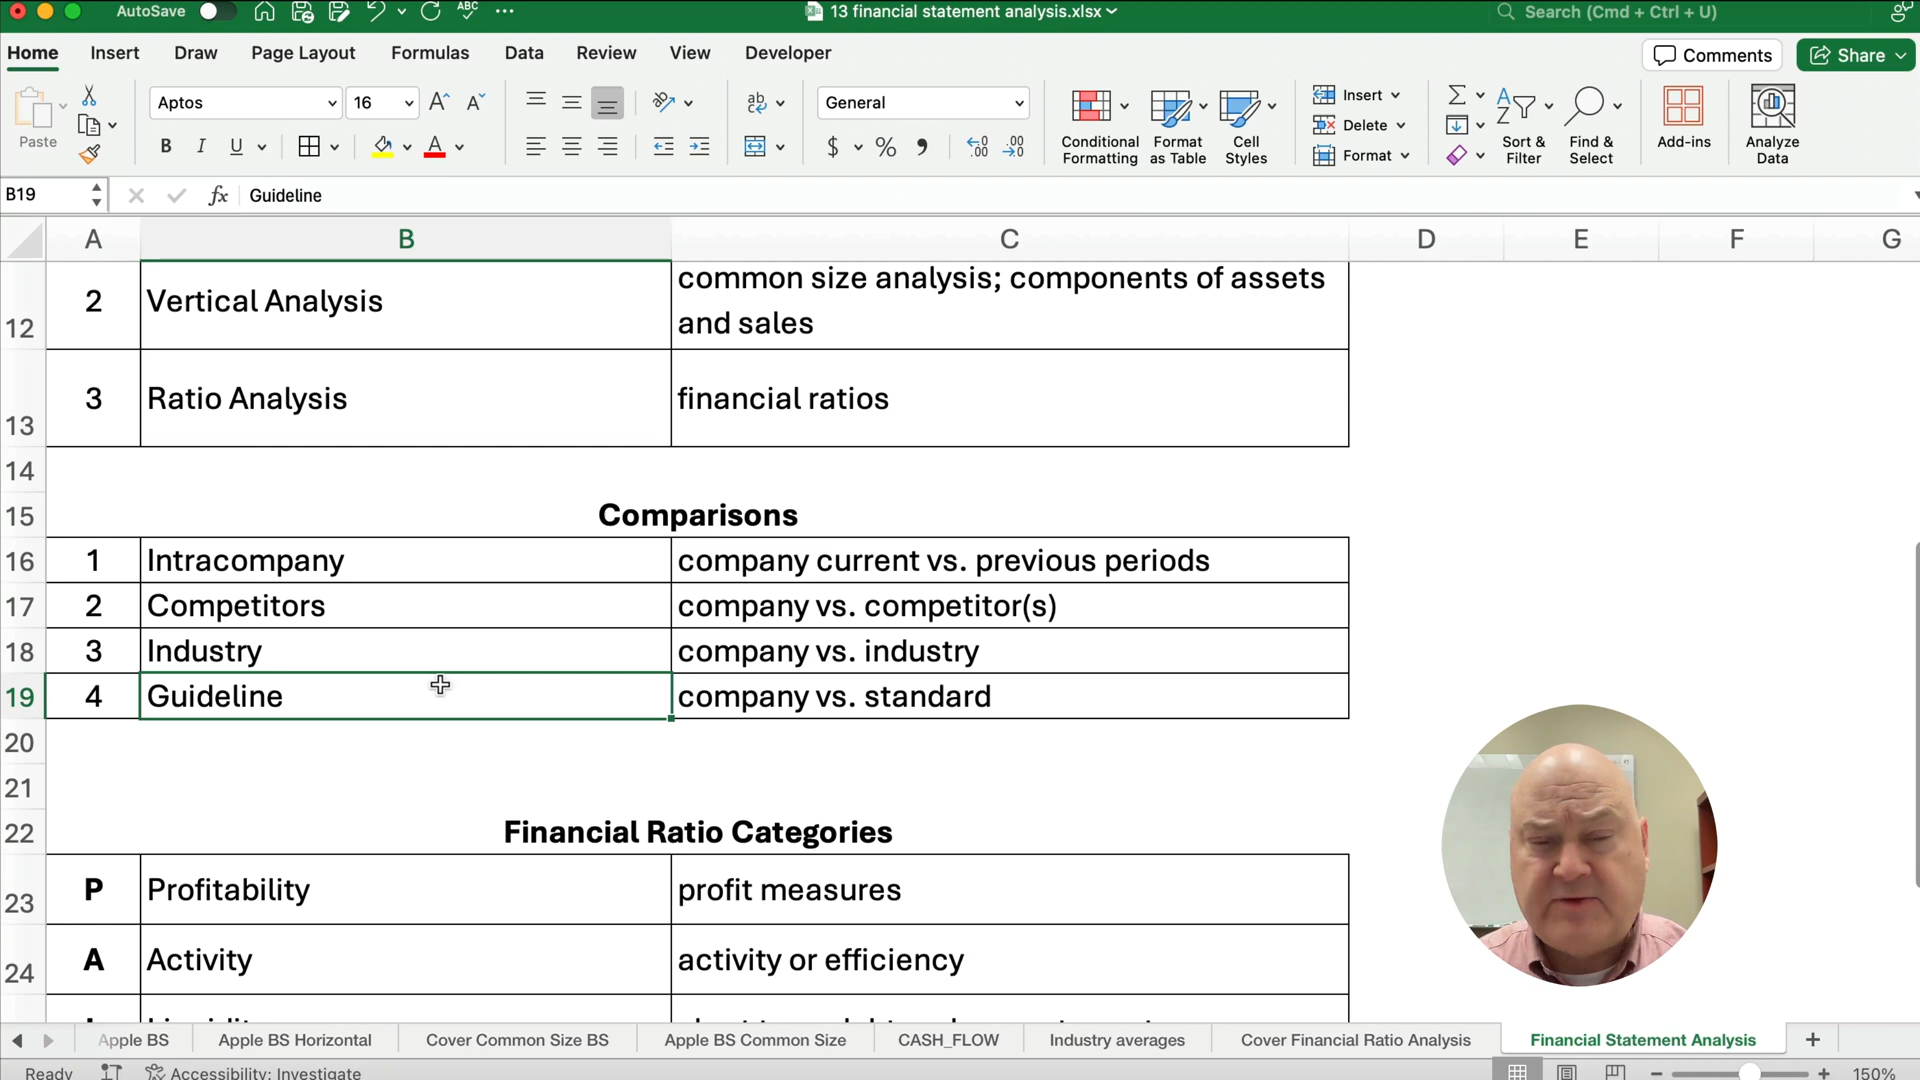 AutoSave
ABC
13 financial statement analysis.xlsx
Search (Cmd + Ctrl + U)
Home Insert Draw Page Layout Formulas Data Review View Developer
Comments Share
Paste
Aptos 16
B I U A
ab
General
$ %
Conditional Formatting
Format as Table
Cell Styles
Insert
Delete
Format
Sort & Filter
Find & Select
Add-ins
Analyze Data
B19 fx Guideline
A B C D E F G
12 2 Vertical Analysis common size analysis; components of assets and sales
13 3 Ratio Analysis financial ratios
14
15 Comparisons
16 1 Intracompany company current vs. previous periods
17 2 Competitors company vs. competitor(s)
18 3 Industry company vs. industry
19 4 Guideline company vs. standard
20
21
22 Financial Ratio Categories
23 P Profitability profit measures
24 A Activity activity or efficiency
Apple BS Apple BS Horizontal Cover Common Size BS Apple BS Common Size CASH_FLOW Industry averages Cover Financial Ratio Analysis Financial Statement Analysis
Ready Accessibility: Investigate 150%